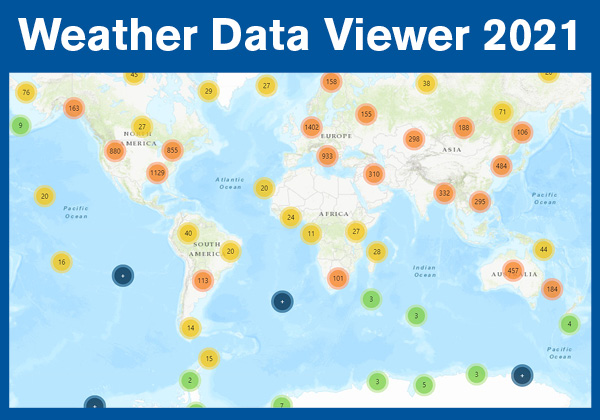 Weather Data Viewer 2021
45
76
29
27
158
38
163
155
71
9
27
1402
188
106
NORTH
AMERICA
EUROPE
298
ASIA
880
855
933
484
1129
310
Atlantic
Ocean
20
20
332
295
Pacific
Ocean
Pacific
Ocean
24
AFRICA
40
11
27
SOUTH
AMERICA
20
28
44
16
+
113
101
Indian
Ocean
457
AUSTRALIA
184
+
3
3
14
4
15
Pacific
Ocean
2
3
5
3
+
+
7